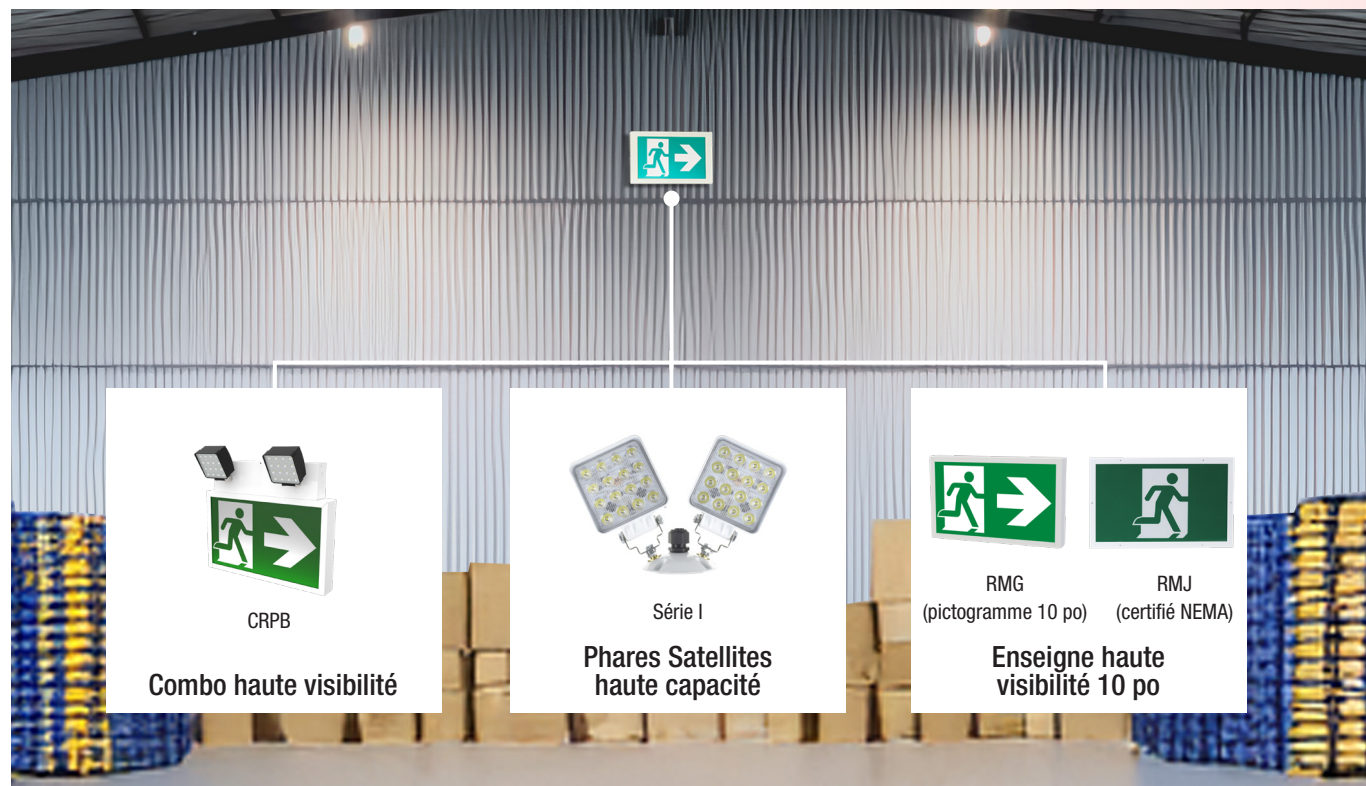 CRPB
Combo haute visibilité
Série I
Phares Satellites
haute capacité
RMG
(pictogramme 10 po)
RMJ
(certifié NEMA)
Enseigne haute
visibilité 10 po